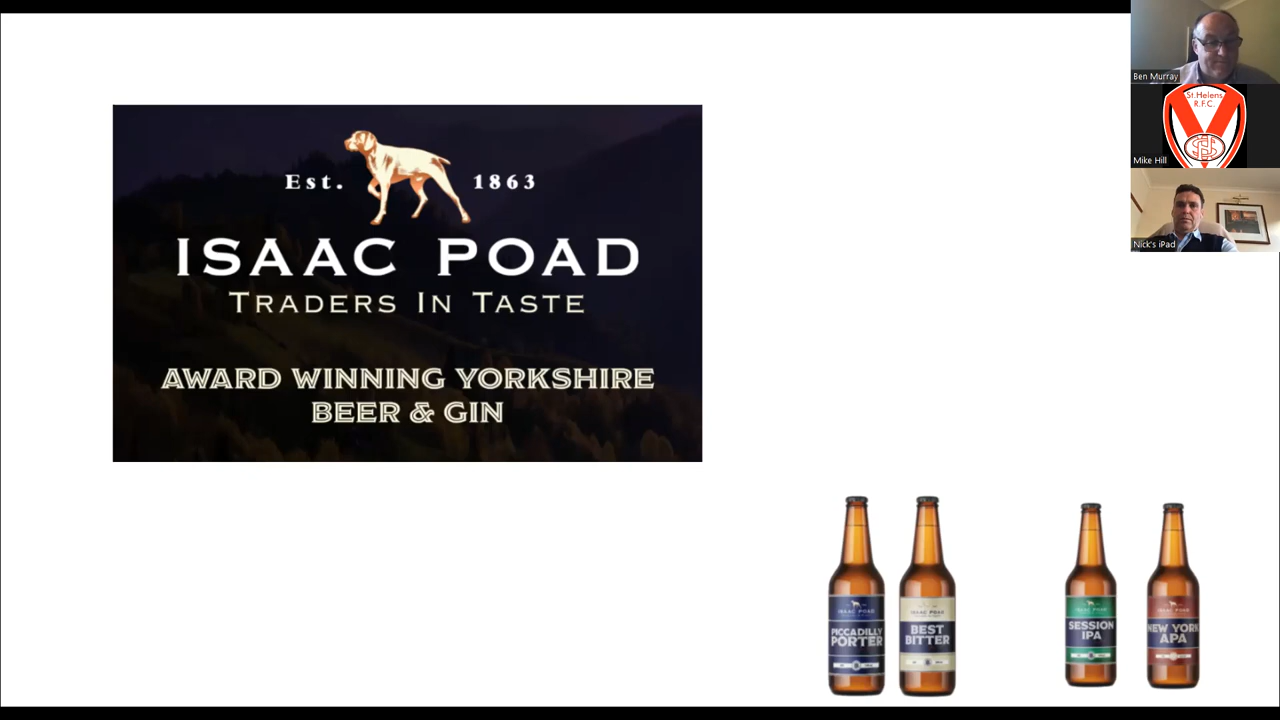 Est. 1863
ISAAC POAD
TRADERS IN TASTE
AWARD WINNING YORKSHIRE
BEER & GIN
Ben Murray
St.Helens
R.F.C.
Mike Hill
Nick's iPad
ISAAC POAD
PICCADILLY
PORTER
ISAAC POAD
BEST
BITTER
ISAAC POAD
SESSION
IPA
ISAAC POAD
NEW YORK
APA